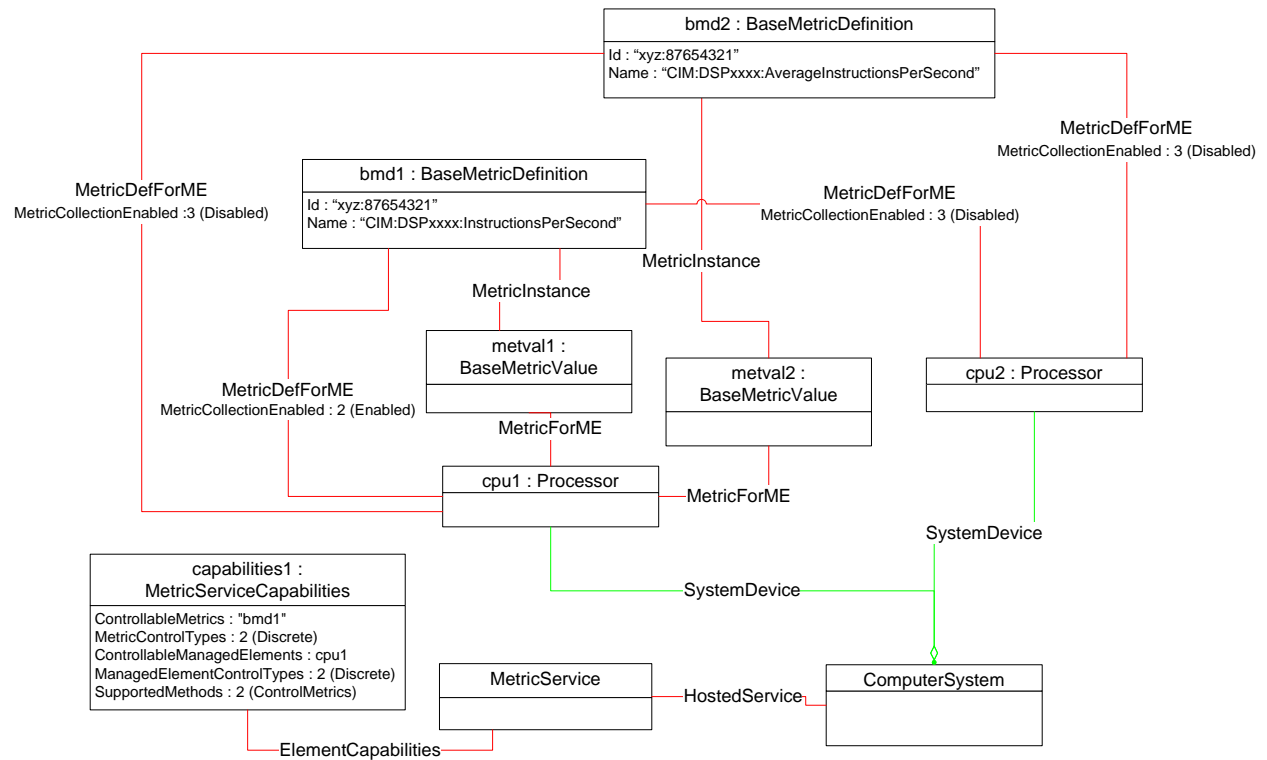 bmd2 : BaseMetricDefinition
Id : “xyz:87654321”
Name : “CIM:DSPxxxx:AverageInstructionsPerSecond”
MetricDefForME
MetricCollectionEnabled : 3 (Disabled)
bmd1 : BaseMetricDefinition
Id : “xyz:87654321”
Name : “CIM:DSPxxxx:InstructionsPerSecond”
MetricDefForME
MetricCollectionEnabled :3 (Disabled)
MetricDefForME
MetricCollectionEnabled : 3 (Disabled)
MetricInstance
MetricInstance
metval1 :
BaseMetricValue
metval2 :
BaseMetricValue
cpu2 : Processor
MetricDefForME
MetricCollectionEnabled : 2 (Enabled)
MetricForME
cpu1 : Processor
MetricForME
SystemDevice
capabilities1 :
MetricServiceCapabilities
ControllableMetrics : "bmd1"
MetricControlTypes : 2 (Discrete)
ControllableManagedElements : cpu1
ManagedElementControlTypes : 2 (Discrete)
SupportedMethods : 2 (ControlMetrics)
SystemDevice
MetricService
HostedService
ComputerSystem
ElementCapabilities